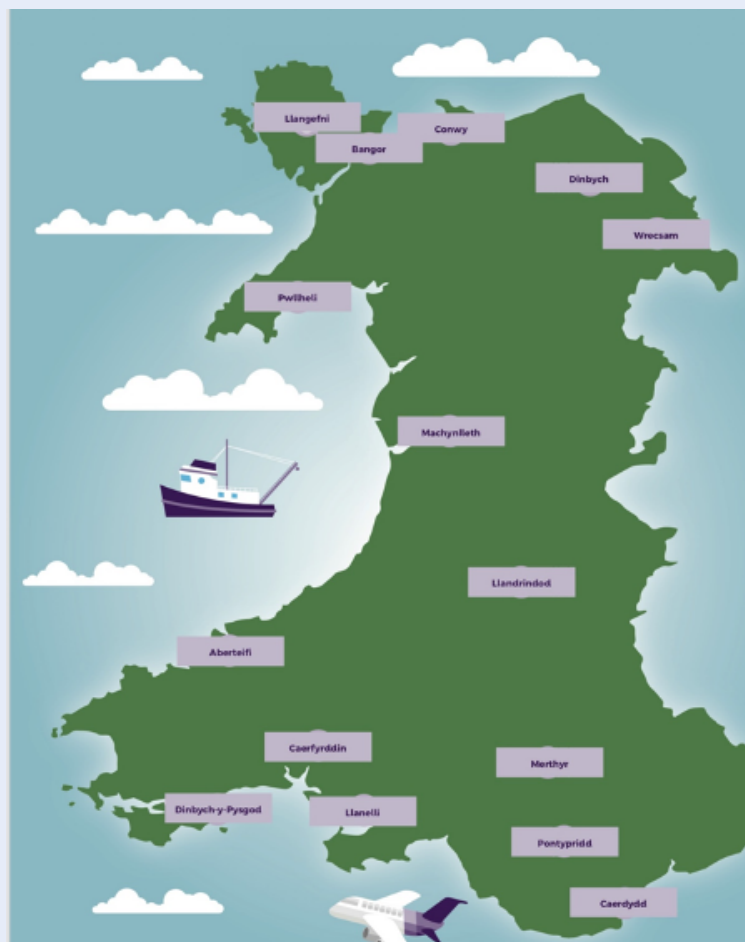 Llangefni
Conwy
Bangor
Dinbych
Wrecsam
Pwllheli
Machynlleth
Llandrindod
Aberteifi
Caerfyrddin
Merthyr
Dinbych-y-Pysgod
Llanelli
Pontypridd
Caerdydd